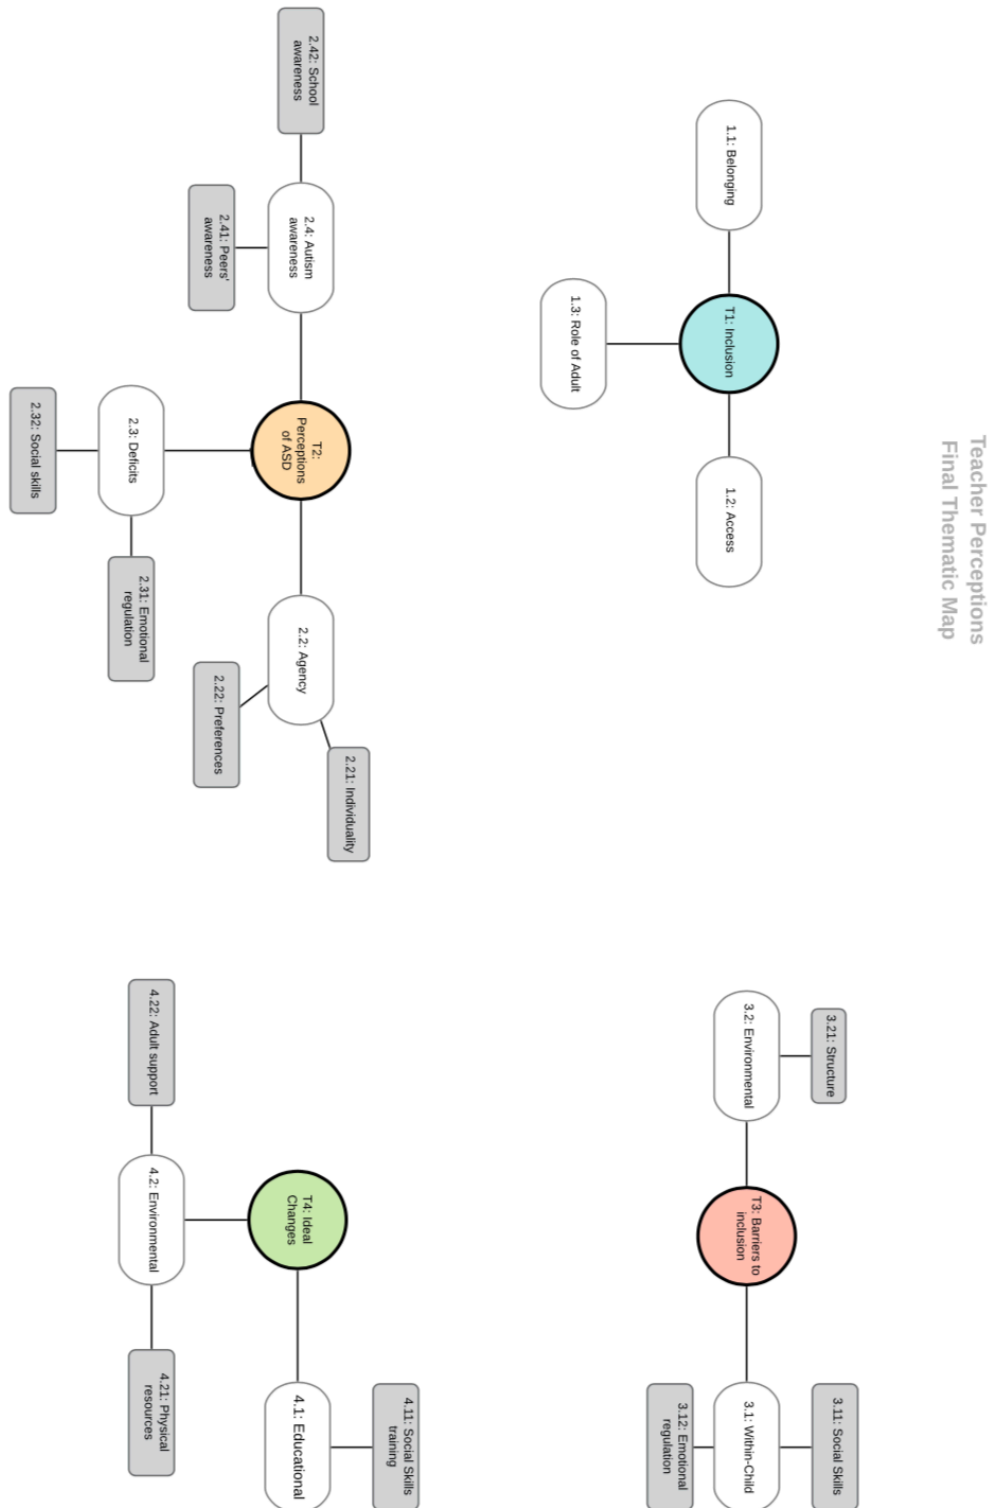 Teacher Perceptions
Final Thematic Map
1.1: Belonging
T1: Inclusion
1.2: Access
1.3: Role of Adult
3.21: Structure
3.2: Environmental
T3: Barriers to
inclusion
3.11: Social Skills
3.1: Within-Child
3.12: Emotional
regulation
2.42: School
awareness
2.4: Autism
awareness
2.41: Peers'
awareness
T2:
Perceptions
of ASD
2.21: Individuality
2.2: Agency
2.22: Preferences
2.3: Deficits
2.31: Emotional
regulation
2.32: Social skills
T4: Ideal
Changes
4.11: Social Skills
training
4.1: Educational
4.22: Adult support
4.2: Environmental
4.21: Physical
resources